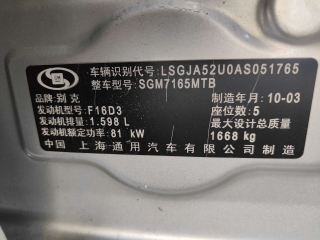 车辆识别代号: LSGJA52U0AS051765
整车型号: SGM7165MTB
品牌: 别克 制造年月: 10-03
发动机型号: F16D3 座位数: 5
发动机排量: 1.598 L 最大设计总质量
发动机额定功率: 81 kW 1668 kg
中国 上海通用汽车有限公司制造